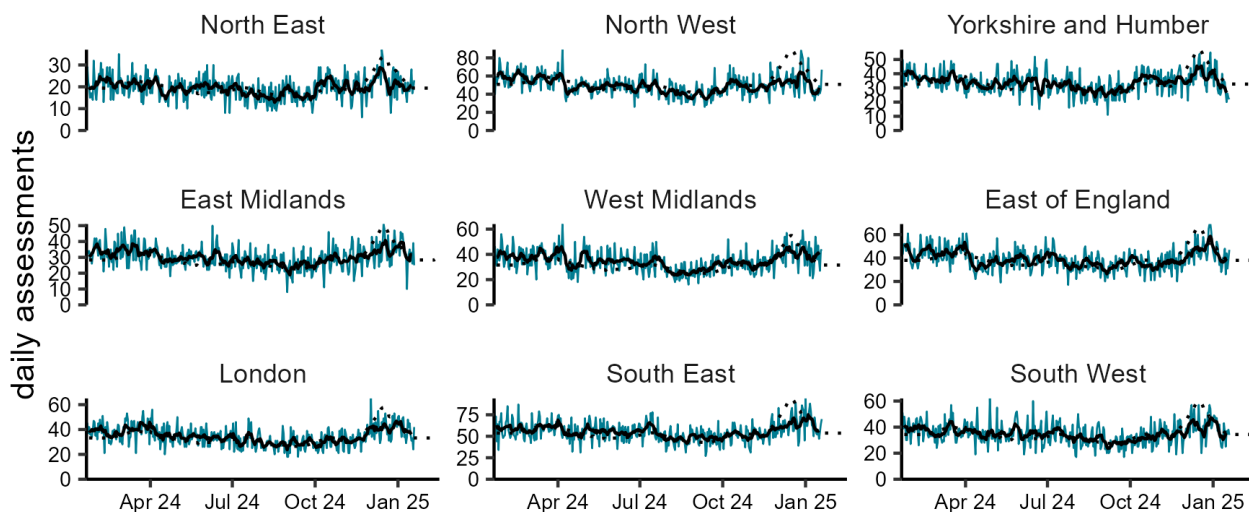 North East North West Yorkshire and Humber
30 80 50
20 60 40
10 40 30
0 20 20
0 10
0
daily assessments
East Midlands West Midlands East of England
50 60 60
40 40 40
30 20 20
20 0 0
10
0
London South East South West
60 75 60
40 50 40
20 25 20
0 0 0
Apr 24 Jul 24 Oct 24 Jan 25 Apr 24 Jul 24 Oct 24 Jan 25 Apr 24 Jul 24 Oct 24 Jan 25